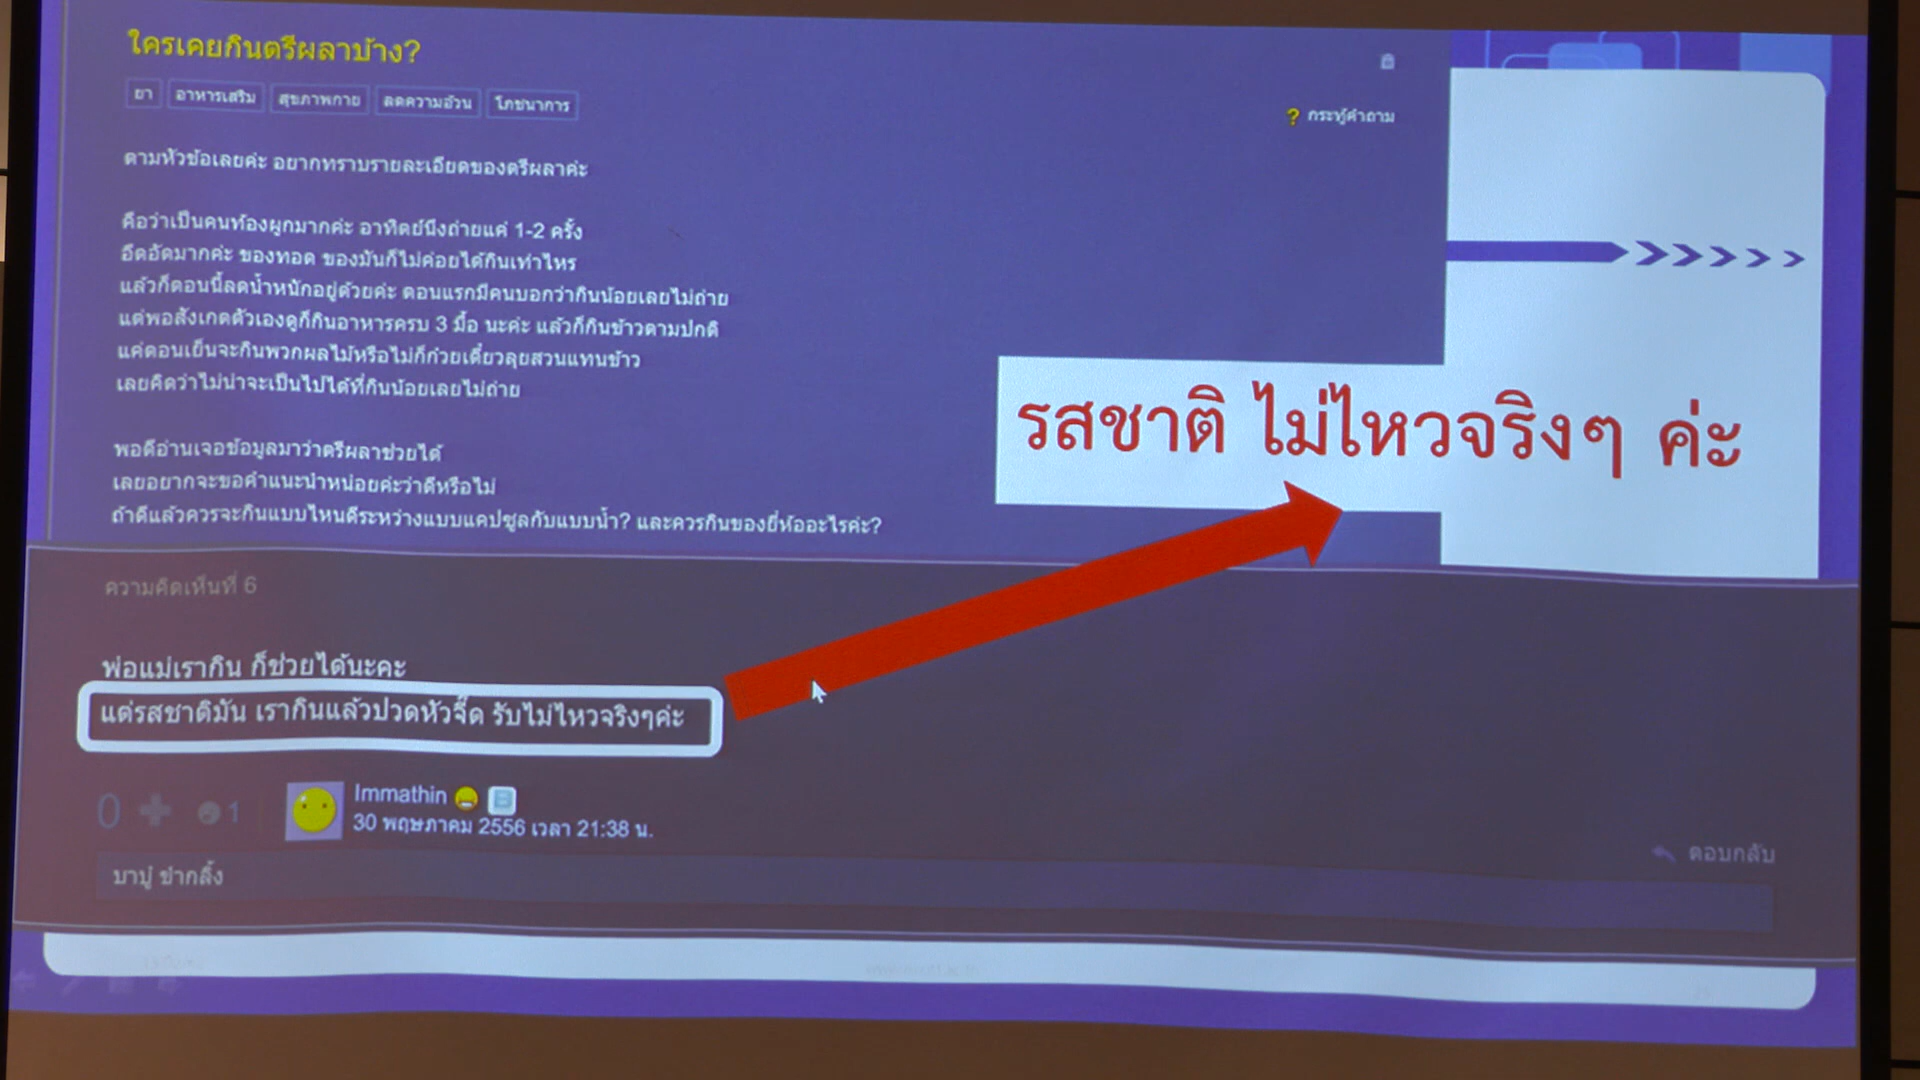 ใครเคยกินตรีผลาบ้าง?
ยา อาหารเสริม สุขภาพกาย ลดความอ้วน โภชนาการ
? กระทู้คำถาม
ตามหัวข้อเลยค่ะ อยากทราบรายละเอียดของตรีผลาค่ะ
คือว่าเป็นคนท้องผูกมากค่ะ อาทิตย์นึงถ่ายแค่ 1-2 ครั้ง
อึดอัดมากค่ะ ของทอด ของมันก็ไม่ค่อยได้กินเท่าไหร่
แล้วก็ตอนนี้ลดน้ำหนักอยู่ด้วยค่ะ ตอนแรกมีคนบอกว่ากินน้อยเลยไม่ถ่าย
แต่พอสังเกตตัวเองดูก็กินอาหารครบ 3 มื้อ นะค่ะ แล้วก็กินข้าวตามปกติ
แค่ตอนเย็นจะกินพวกผลไม้หรือไม่ก็ก๋วยเตี๋ยวลุยสวนแทนข้าว
เลยคิดว่าไม่น่าจะเป็นไปได้ที่กินน้อยเลยไม่ถ่าย
พอดีอ่านเจอข้อมูลมาว่าตรีผลาช่วยได้
เลยอยากจะขอคำแนะนำหน่อยค่ะว่าดีหรือไม่
ถ้าดีแล้วควรจะกินแบบไหนดีระหว่างแบบแคปซูลกับแบบน้ำ? และควรกินของยี่ห้ออะไรค่ะ?
รสชาติ ไม่ไหวจริงๆ ค่ะ
ความคิดเห็นที่ 6
พ่อแม่เรากิน ก็ช่วยได้นะคะ
แต่รสชาติมัน เรากินแล้วปวดหัวจี๊ด รับไม่ไหวจริงๆค่ะ
0 1
Immathin
30 พฤษภาคม 2556 เวลา 21:38 น.
ตอบกลับ
บาบู๋ ขำกลิ้ง